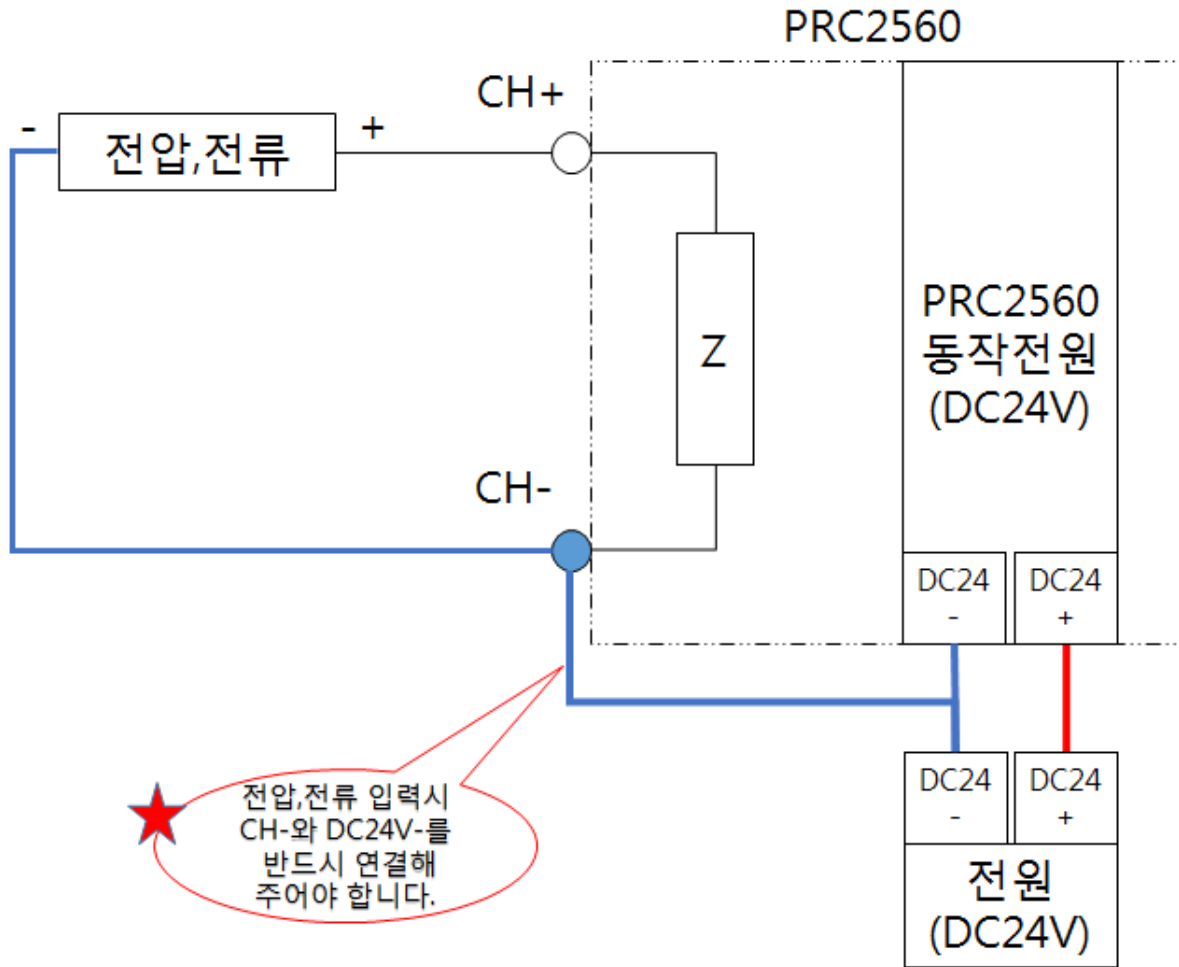 PRC2560
CH+
-
전압,전류
+
Z
PRC2560
동작전원
(DC24V)
CH-
DC24
-
DC24
+
전압,전류 입력시
CH-와 DC24V-를
반드시 연결해
주어야 합니다.
DC24
-
DC24
+
전원
(DC24V)